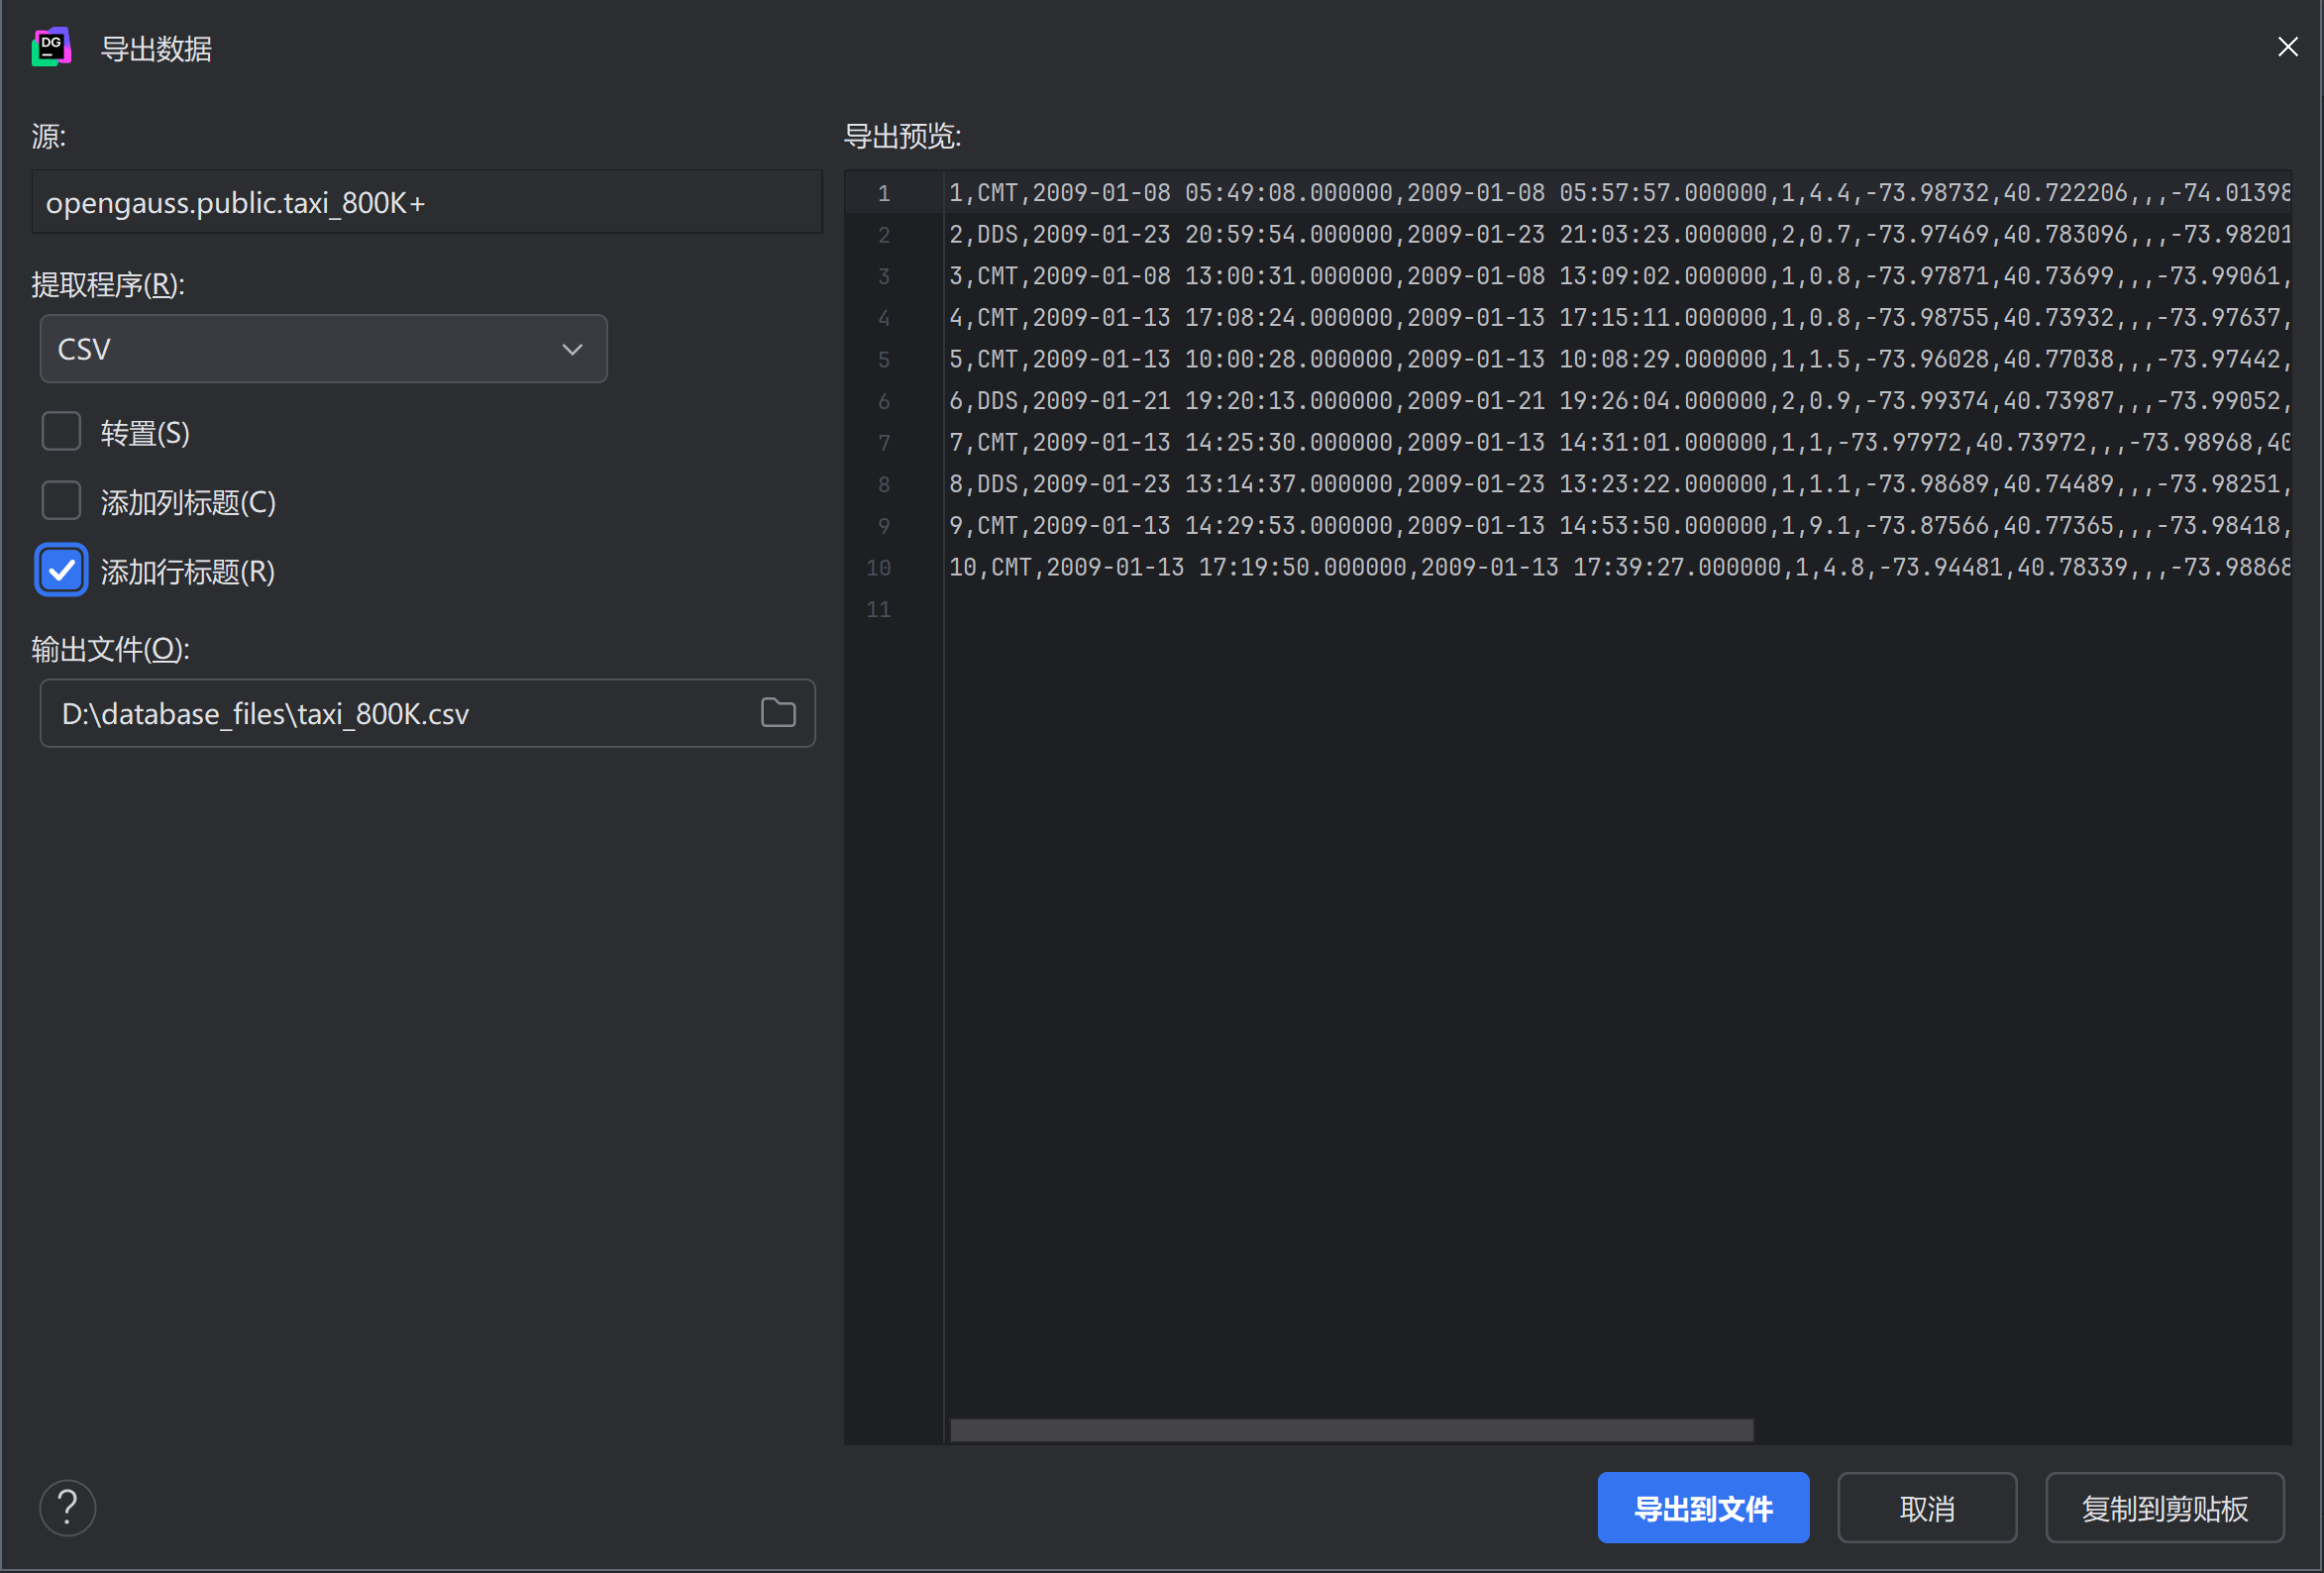 DG
导出数据
源:
opengauss.public.taxi_800K+
提取程序(R):
CSV
转置(S)
添加列标题(C)
添加行标题(R)
输出文件(O):
D:\database_files\taxi_800K.csv
导出预览:
1 1,CMT,2009-01-08 05:49:08.000000,2009-01-08 05:57:57.000000,1,4.4,-73.98732,40.722206,,,-74.01398
2 2,DDS,2009-01-23 20:59:54.000000,2009-01-23 21:03:23.000000,2,0.7,-73.97469,40.783096,,,-73.98201
3 3,CMT,2009-01-08 13:00:31.000000,2009-01-08 13:09:02.000000,1,0.8,-73.97871,40.73699,,,-73.99061,
4 4,CMT,2009-01-13 17:08:24.000000,2009-01-13 17:15:11.000000,1,0.8,-73.98755,40.73932,,,-73.97637,
5 5,CMT,2009-01-13 10:00:28.000000,2009-01-13 10:08:29.000000,1,1.5,-73.96028,40.77038,,,-73.97442,
6 6,DDS,2009-01-21 19:20:13.000000,2009-01-21 19:26:04.000000,2,0.9,-73.99374,40.73987,,,-73.99052,
7 7,CMT,2009-01-13 14:25:30.000000,2009-01-13 14:31:01.000000,1,1,-73.97972,40.73972,,,-73.98968,40
8 8,DDS,2009-01-23 13:14:37.000000,2009-01-23 13:23:22.000000,1,1.1,-73.98689,40.74489,,,-73.98251,
9 9,CMT,2009-01-13 14:29:53.000000,2009-01-13 14:53:50.000000,1,9.1,-73.87566,40.77365,,,-73.98418,
10 10,CMT,2009-01-13 17:19:50.000000,2009-01-13 17:39:27.000000,1,4.8,-73.94481,40.78339,,,-73.98868
11
?
导出到文件
取消
复制到剪贴板